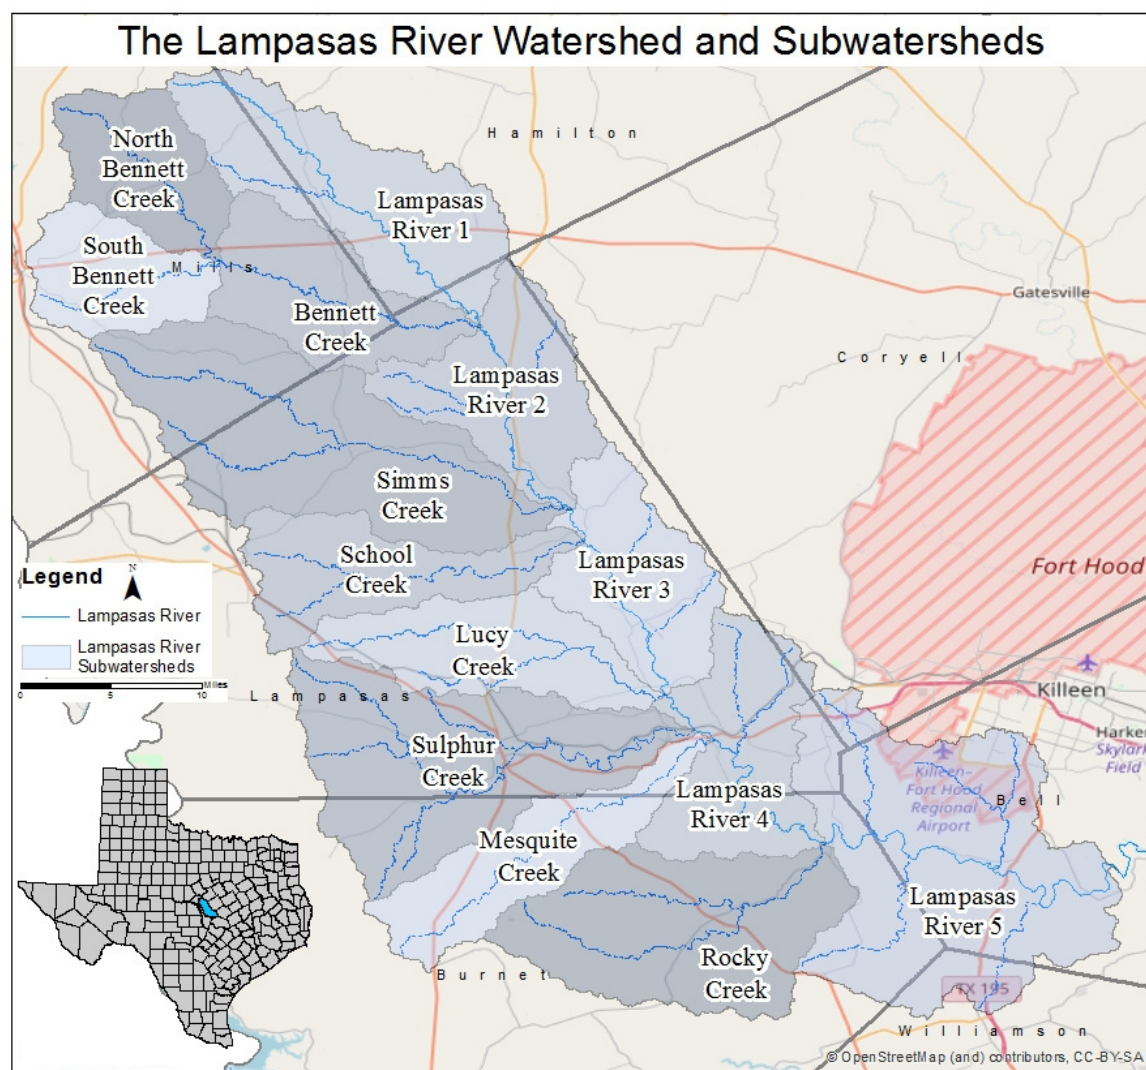 The Lampasas River Watershed and Subwatersheds
Hamilton
North
Bennett
Creek
Lampasas
River 1
South
Bennett
Creek
Mills
Gatesville
Bennett
Creek
Coryell
Lampasas
River 2
Simms
Creek
School
Creek
Lampasas
River 3
Fort Hood
Legend
N
Lampasas River
Lampasas River
Subwatersheds
Miles
0 5 10
Lucy
Creek
Lampasas
Killeen
Harker
Skylark
Field
Sulphur
Creek
Killeen-
Fort Hood
Regional
Airport
Bell
Lampasas
River 4
Mesquite
Creek
Lampasas
River 5
Rocky
Creek
Burnet
TX 195
Williamson
© OpenStreetMap (and) contributors, CC-BY-SA